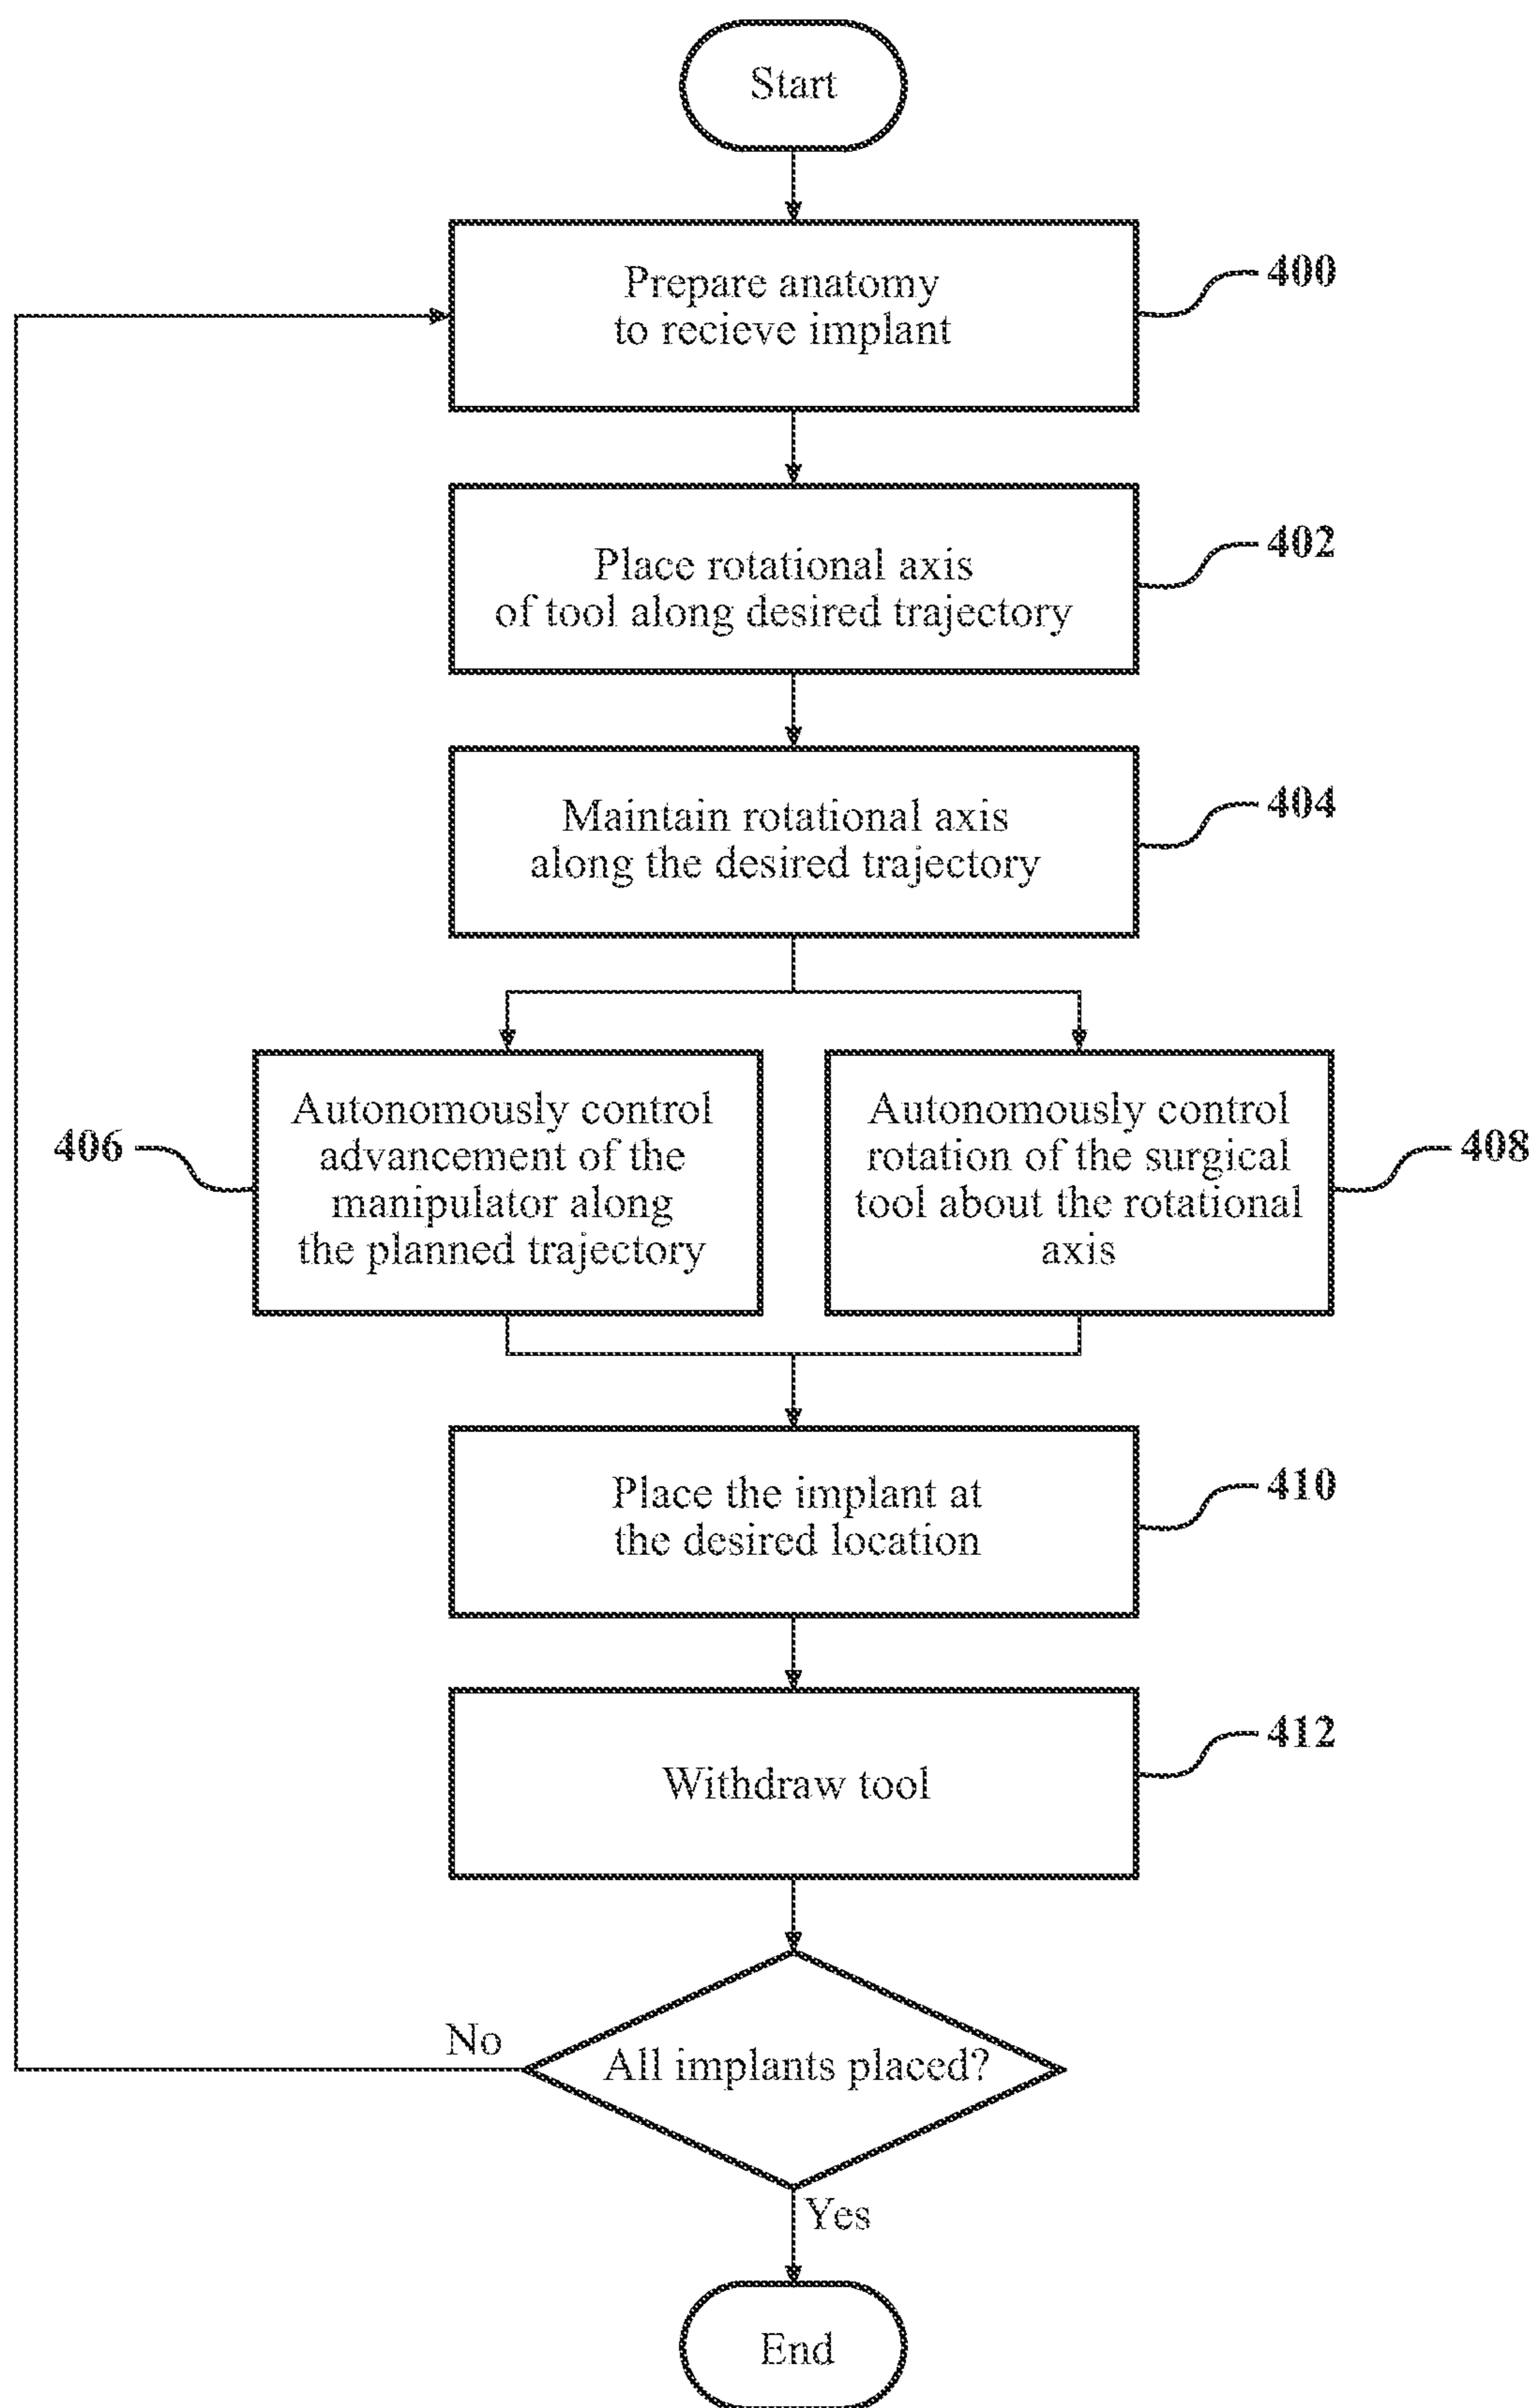 Start
Prepare anatomy
to recieve implant
400
Place rotational axis
of tool along desired trajectory
402
Maintain rotational axis
along the desired trajectory
404
406
Autonomously control
advancement of the
manipulator along
the planned trajectory
Autonomously control
rotation of the surgical
tool about the rotational
axis
408
Place the implant at
the desired location
410
Withdraw tool
412
All implants placed?
No
Yes
End